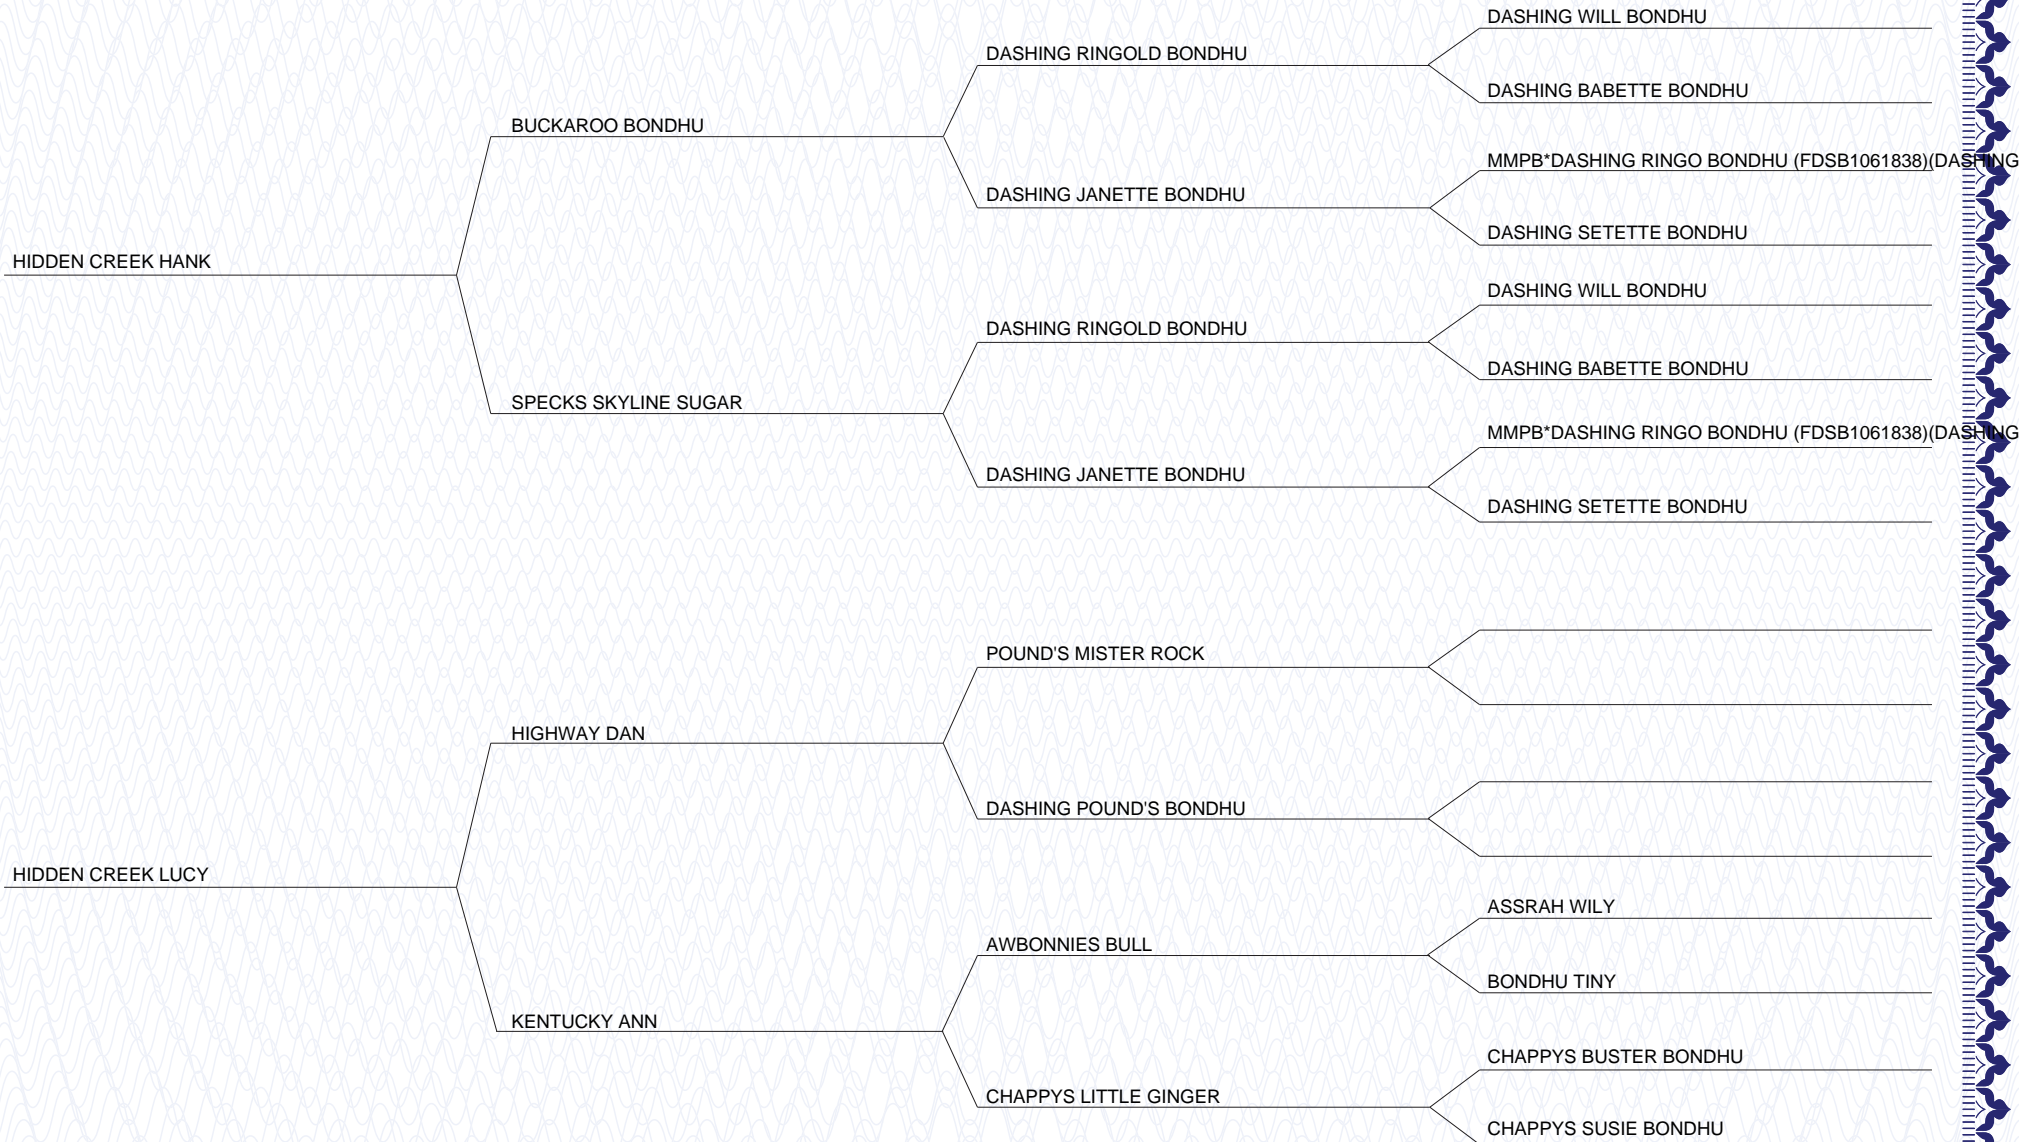 DASHING WILL BONDHU
DASHING RINGOLD BONDHU
DASHING BABETTE BONDHU
BUCKAROO BONDHU
MMPB*DASHING RINGO BONDHU (FDSB1061838)(DASHING
DASHING JANETTE BONDHU
DASHING SETETTE BONDHU
HIDDEN CREEK HANK
DASHING WILL BONDHU
DASHING RINGOLD BONDHU
DASHING BABETTE BONDHU
SPECKS SKYLINE SUGAR
MMPB*DASHING RINGO BONDHU (FDSB1061838)(DASHING
DASHING JANETTE BONDHU
DASHING SETETTE BONDHU
POUND'S MISTER ROCK
HIGHWAY DAN
DASHING POUND'S BONDHU
HIDDEN CREEK LUCY
ASSRAH WILY
AWBONNIES BULL
BONDHU TINY
KENTUCKY ANN
CHAPPYS BUSTER BONDHU
CHAPPYS LITTLE GINGER
CHAPPYS SUSIE BONDHU